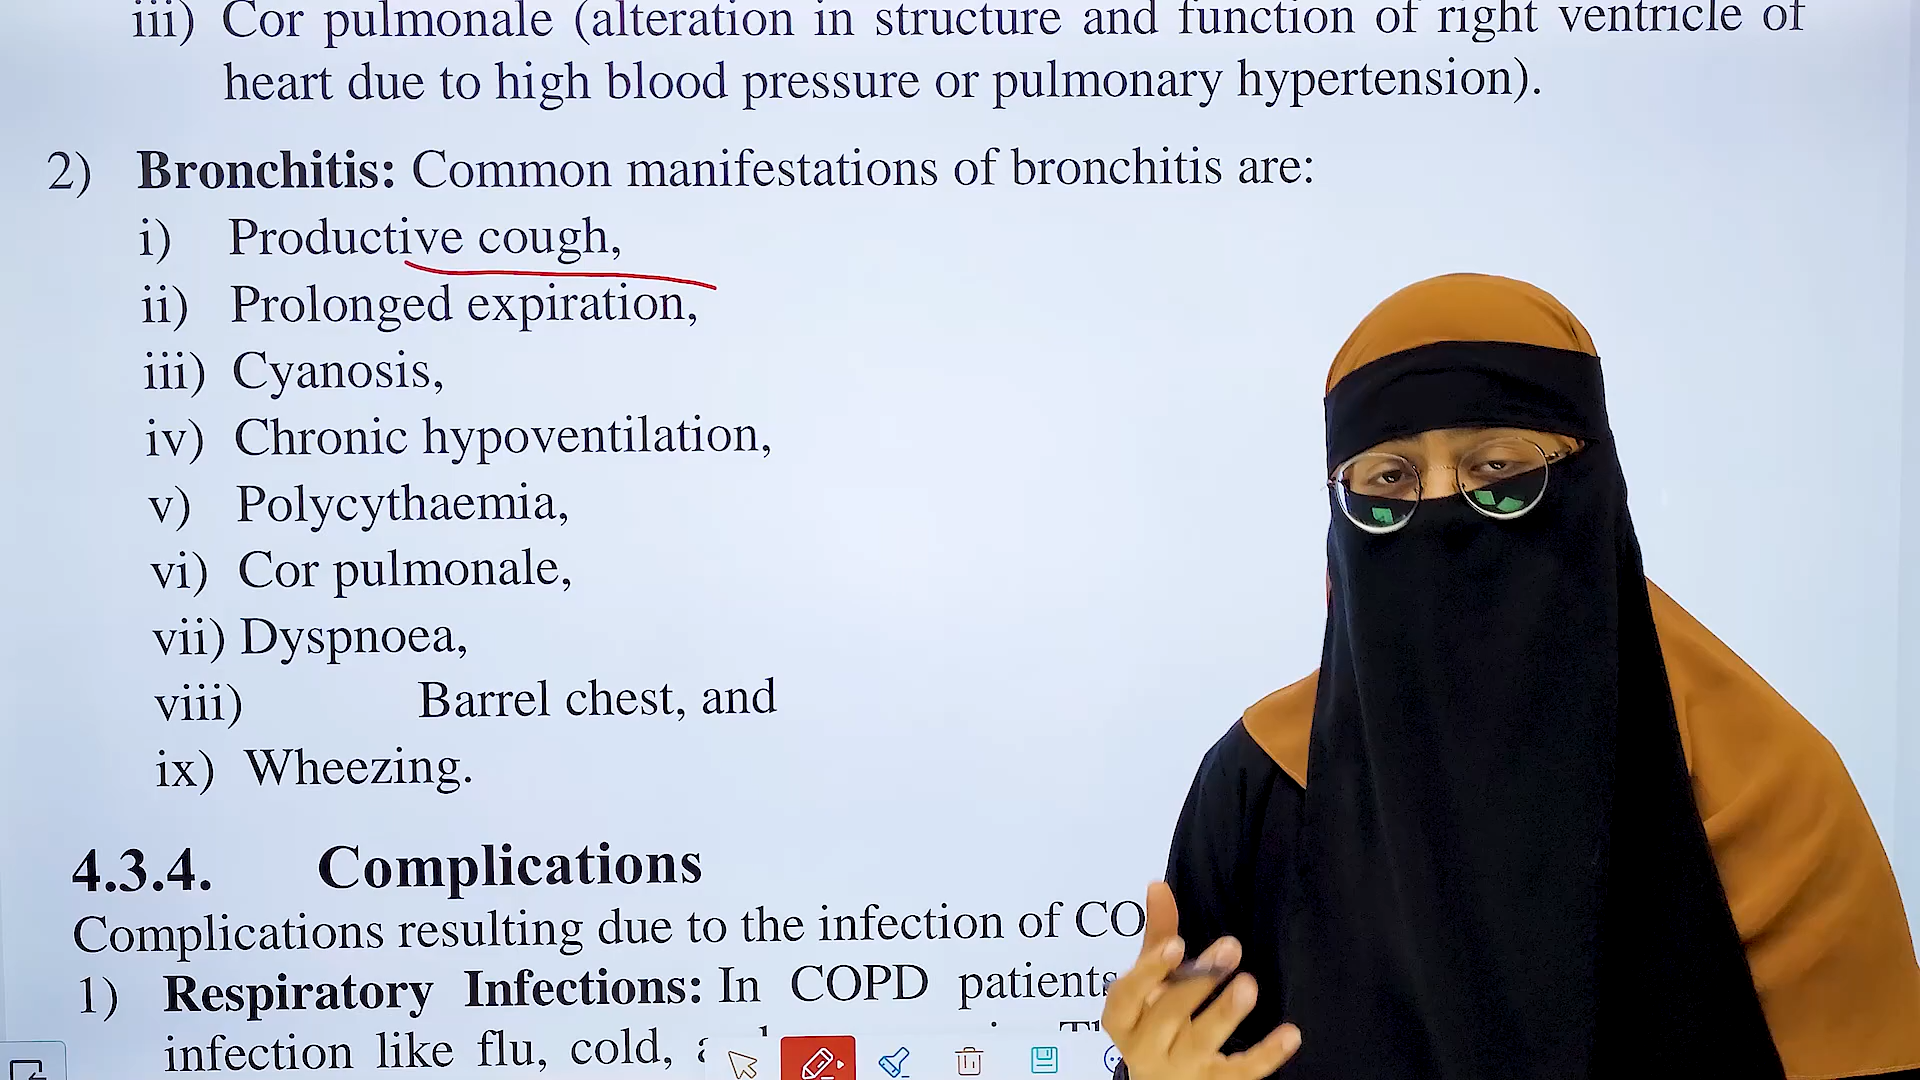 iii) Cor pulmonale (alteration in structure and function of right ventricle of
heart due to high blood pressure or pulmonary hypertension).
2) Bronchitis: Common manifestations of bronchitis are:
i) Productive cough,
ii) Prolonged expiration,
iii) Cyanosis,
iv) Chronic hypoventilation,
v) Polycythaemia,
vi) Cor pulmonale,
vii) Dyspnoea,
viii) Barrel chest, and
ix) Wheezing.
4.3.4. Complications
Complications resulting due to the infection of CO
1) Respiratory Infections: In COPD patients
infection like flu, cold,